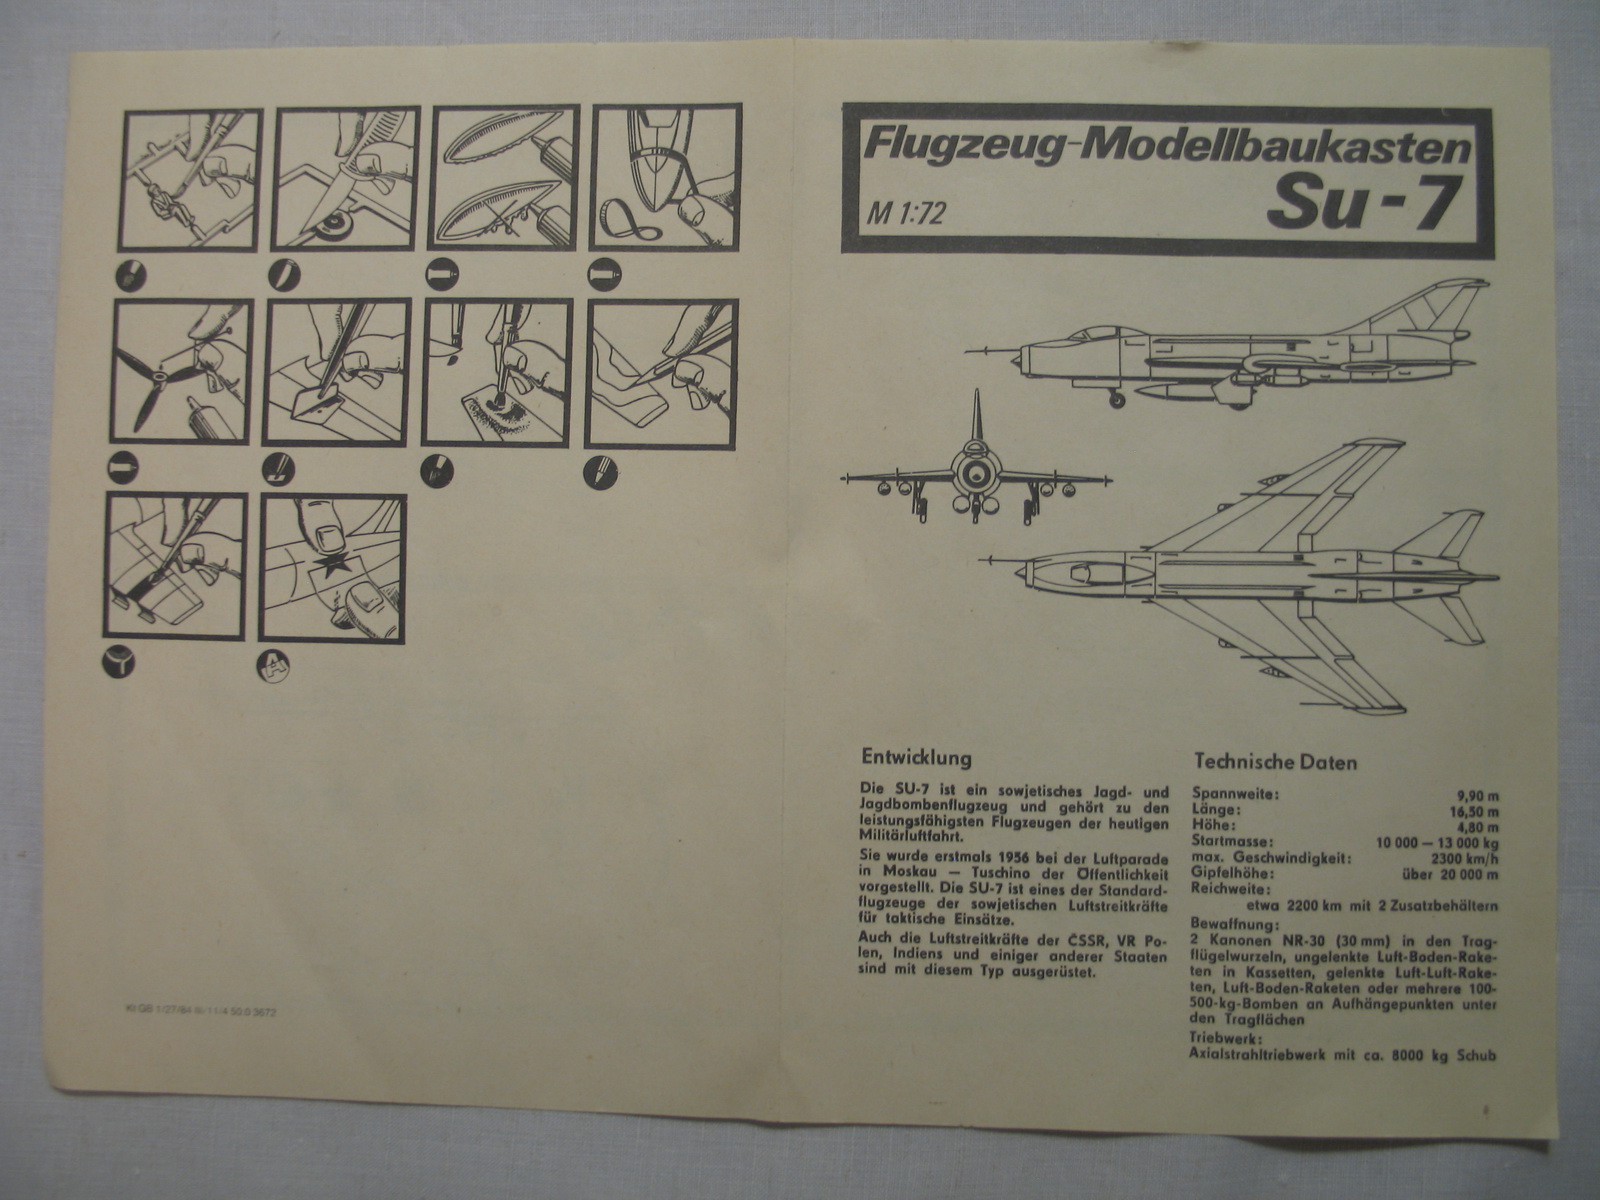 Flugzeug-Modellbaukasten
M 1:72
Su-7
Entwicklung
Die SU-7 ist ein sowjetisches Jagd- und
Jagdbombenflugzeug und gehört zu den
leistungsfähigsten Flugzeugen der heutigen
Militärluftfahrt.
Sie wurde erstmals 1956 bei der Luftparade
in Moskau — Tuschino der Öffentlichkeit
vorgestellt. Die SU-7 ist eines der Standard-
flugzeuge der sowjetischen Luftstreitkräfte
für taktische Einsätze.
Auch die Luftstreitkräfte der ČSSR, VR Po-
len, Indiens und einiger anderer Staaten
sind mit diesem Typ ausgerüstet.
Technische Daten
Spannweite: 9,90 m
Länge: 16,50 m
Höhe: 4,80 m
Startmasse: 10 000 — 13 000 kg
max. Geschwindigkeit: 2300 km/h
Gipfelhöhe: über 20 000 m
Reichweite:
etwa 2200 km mit 2 Zusatzbehältern
Bewaffnung:
2 Kanonen NR-30 (30 mm) in den Trag-
flügelwurzeln, ungelenkte Luft-Boden-Rake-
ten in Kassetten, gelenkte Luft-Luft-Rake-
ten, Luft-Boden-Raketen oder mehrere 100-
500-kg-Bomben an Aufhängepunkten unter
den Tragflächen
Triebwerk:
Axialstrahltriebwerk mit ca. 8000 kg Schub
A
1/27/84 50.0 3672